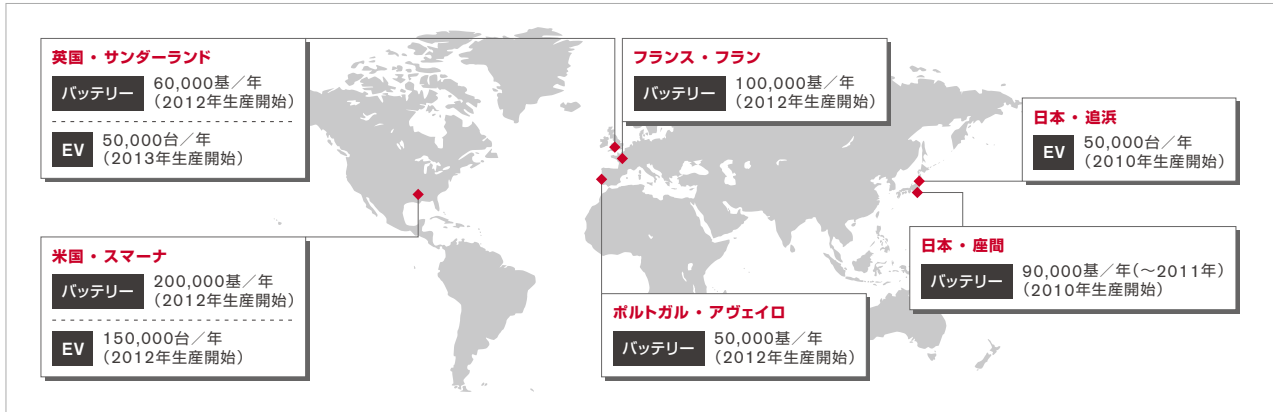 英国・サンダーランド
バッテリー 60,000基／年
（2012年生産開始）
EV 50,000台／年
（2013年生産開始）
フランス・フラン
バッテリー 100,000基／年
（2012年生産開始）
日本・追浜
EV 50,000台／年
（2010年生産開始）
米国・スマーナ
バッテリー 200,000基／年
（2012年生産開始）
EV 150,000台／年
（2012年生産開始）
ポルトガル・アヴェイロ
バッテリー 50,000基／年
（2012年生産開始）
日本・座間
バッテリー 90,000基／年（〜2011年）
（2010年生産開始）